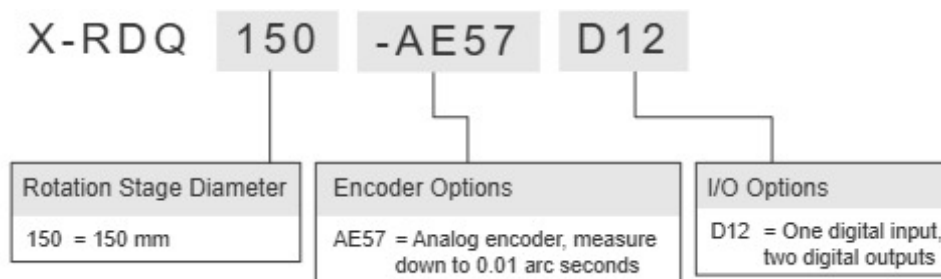 X-RDQ 150 -AE57 D12
Rotation Stage Diameter
150 = 150 mm
Encoder Options
AE57 = Analog encoder, measure
down to 0.01 arc seconds
I/O Options
D12 = One digital input,
two digital outputs